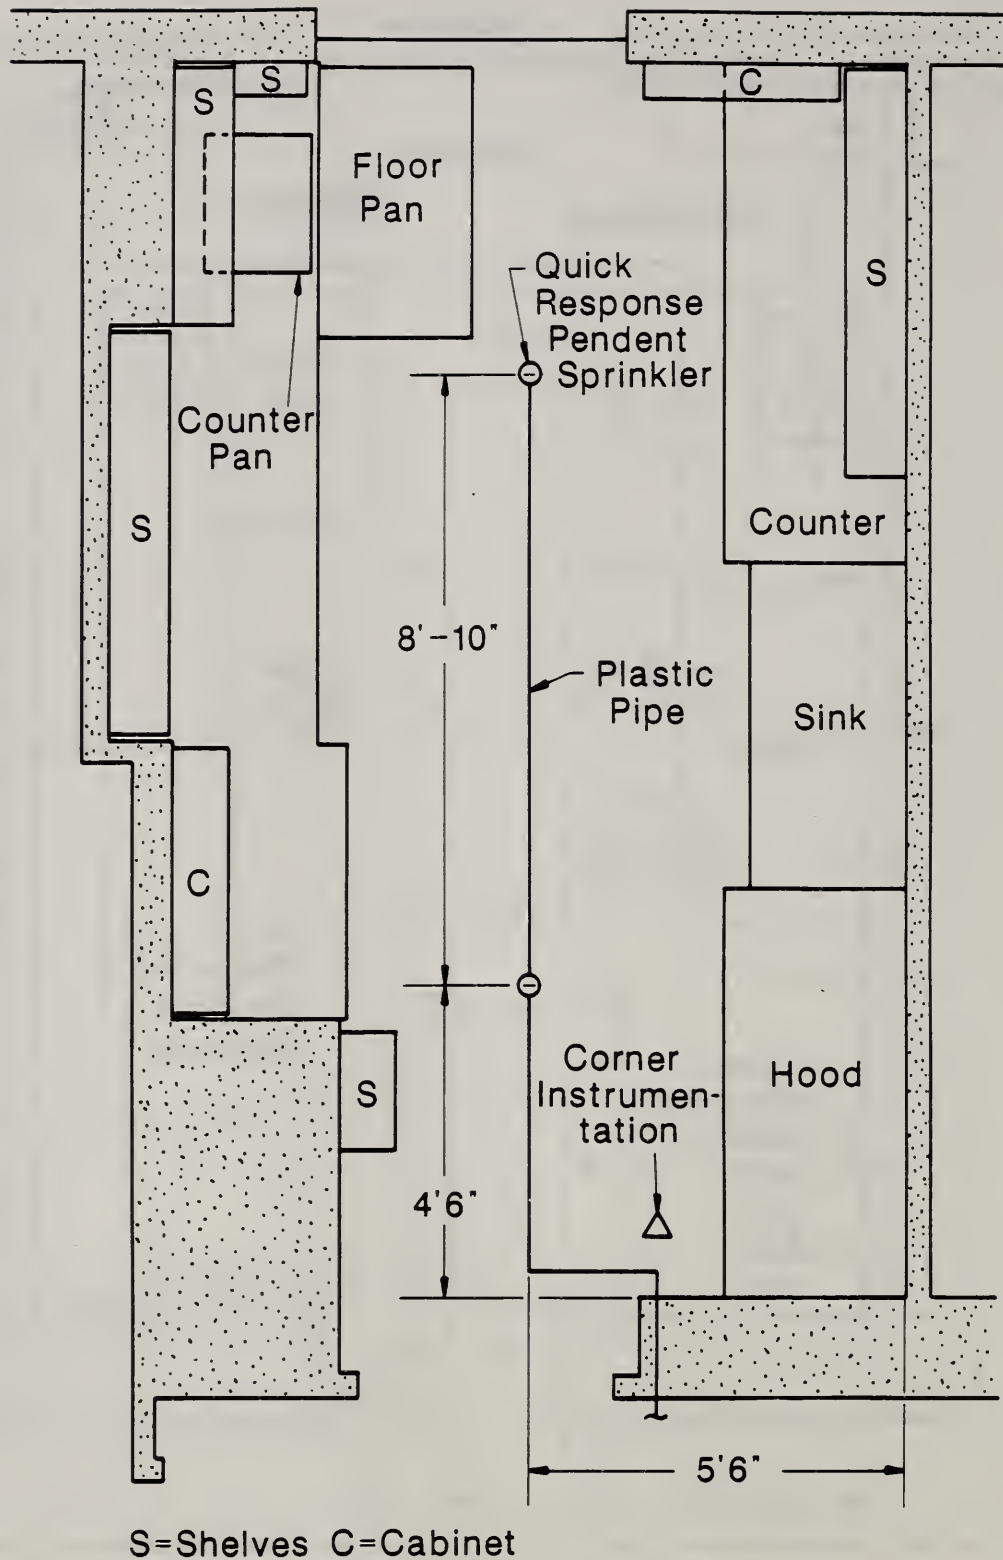 S
S
C
Floor
Pan
Quick
Response
Pendent
Sprinkler
S
Counter
Pan
S
Counter
8'-10"
Plastic
Pipe
Sink
C
Corner
Instrumen-
tation
Hood
S
4'6"
5'6"
S=Shelves C=Cabinet